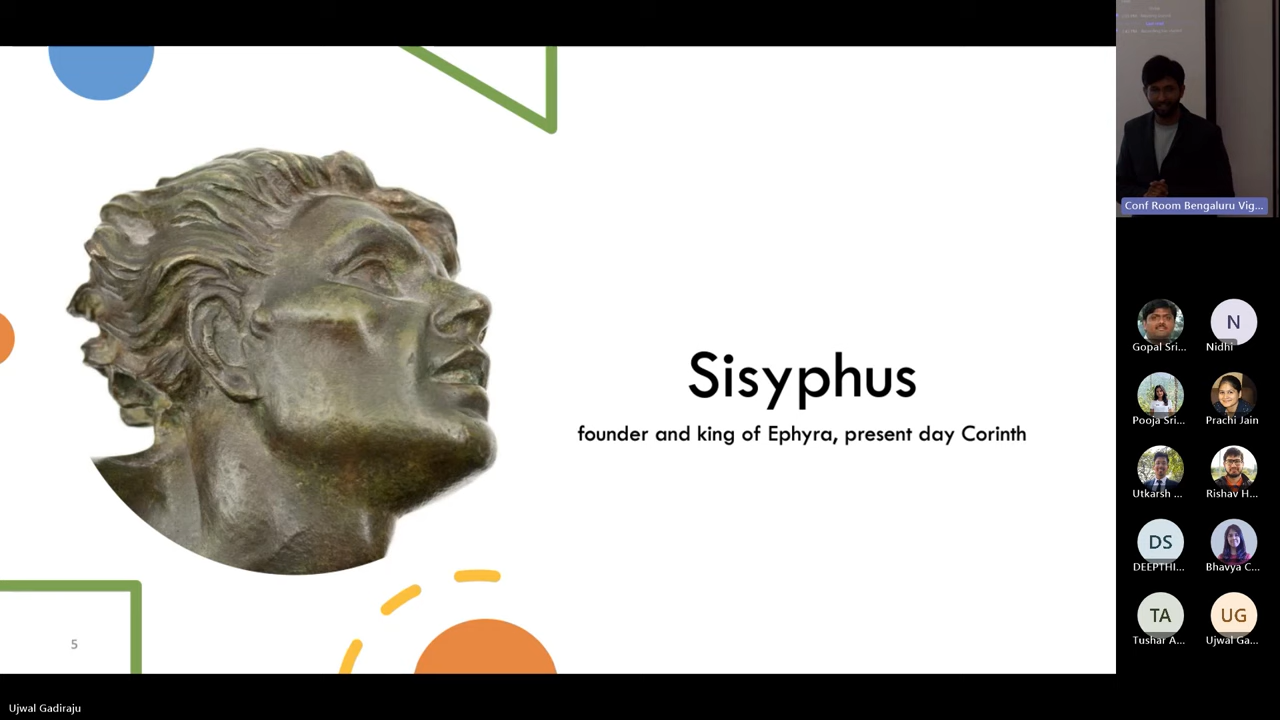 Sisyphus
founder and king of Ephyra, present day Corinth
5
Ujwal Gadiraju
Conf Room Bengaluru Vig...
Gopal Sri...
N
Nidhi
Pooja Sri...
Prachi Jain
Utkarsh ...
Rishav H...
DS
DEEPTHI...
Bhavya C...
TA
Tushar A...
UG
Ujwal Ga...